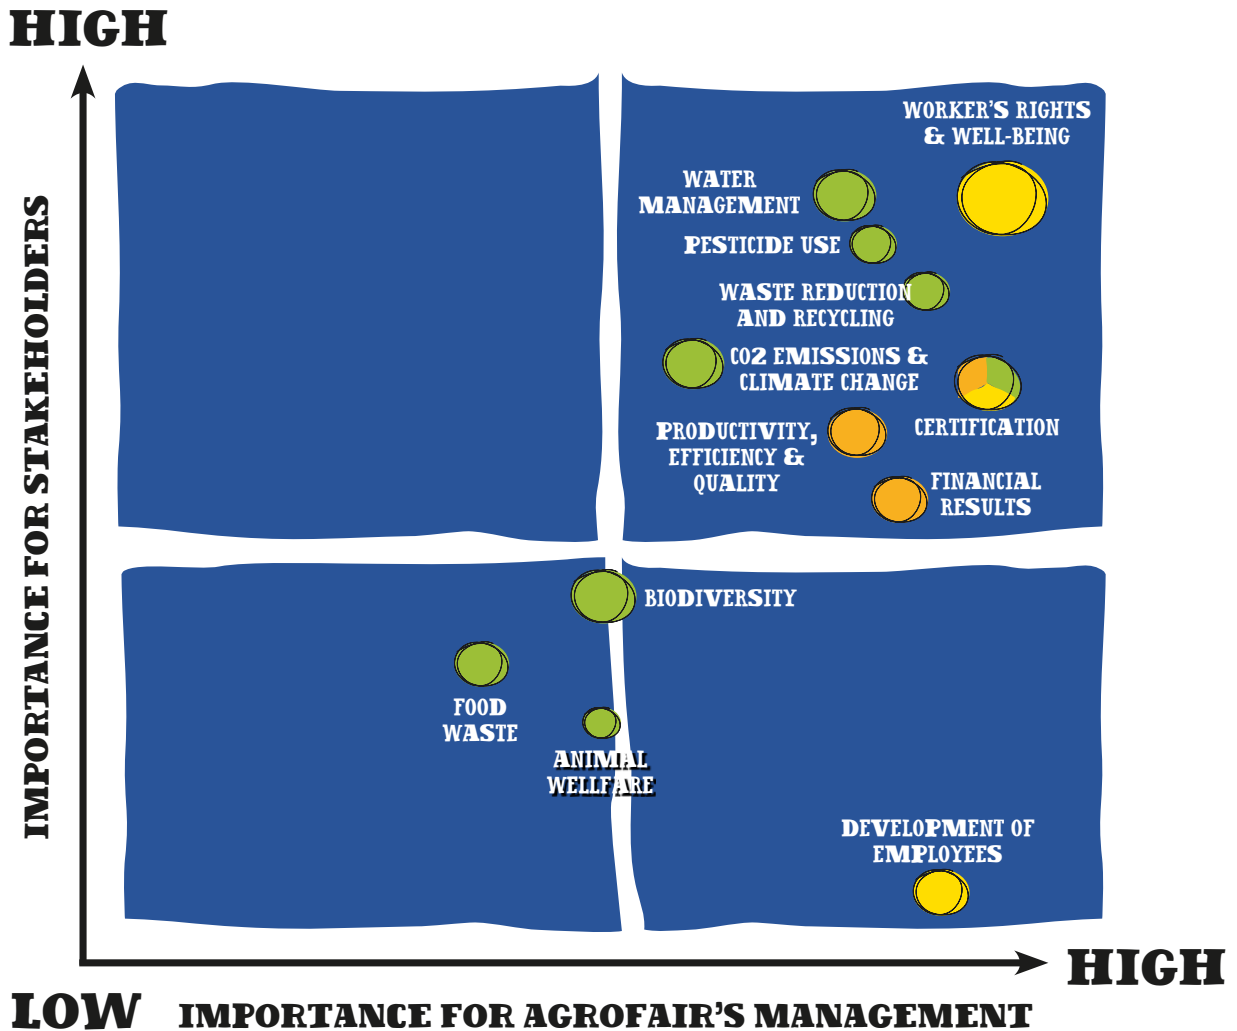 HIGH
WORKER'S RIGHTS
& WELL-BEING
WATER
MANAGEMENT
PESTICIDE USE
WASTE REDUCTION
AND RECYCLING
CO2 EMISSIONS &
CLIMATE CHANGE
CERTIFICATION
PRODUCTIVITY,
EFFICIENCY &
QUALITY
FINANCIAL
RESULTS
BIODIVERSITY
FOOD
WASTE
ANIMAL
WELLFARE
DEVELOPMENT OF
EMPLOYEES
IMPORTANCE FOR STAKEHOLDERS
HIGH
LOW
IMPORTANCE FOR AGROFAIR'S MANAGEMENT